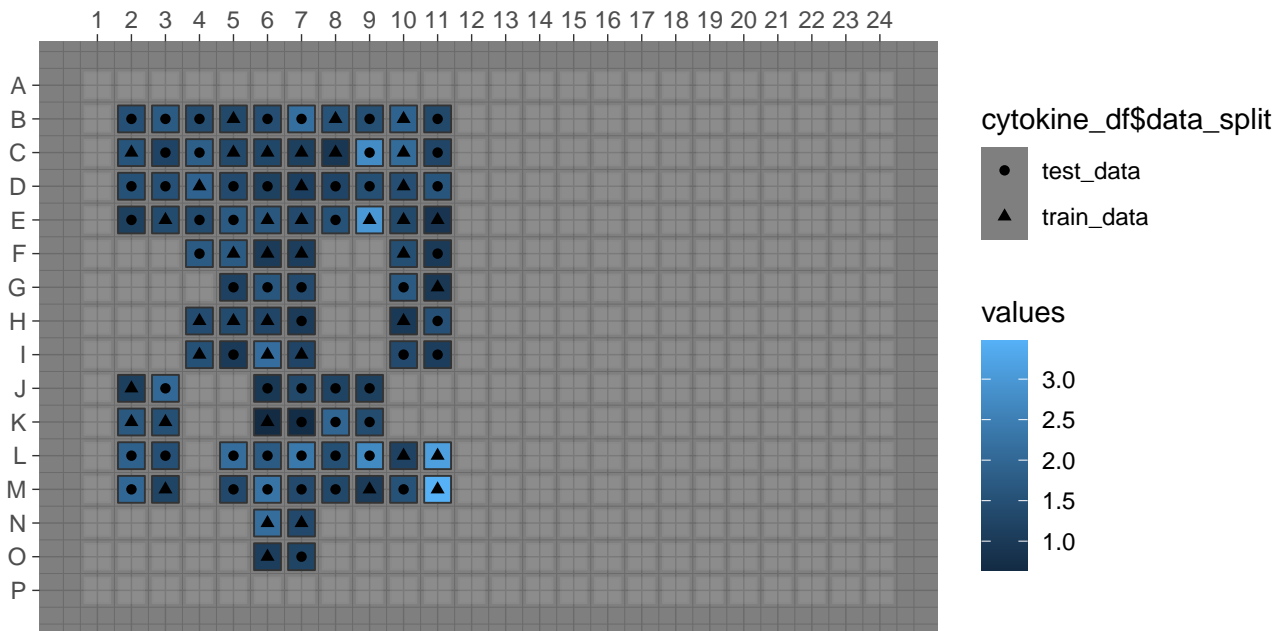 1 2 3 4 5 6 7 8 9 10 11 12 13 14 15 16 17 18 19 20 21 22 23 24
A
B
C
D
E
F
G
H
I
J
K
L
M
N
O
P
cytokine_df$data_split
test_data
train_data
values
3.0
2.5
2.0
1.5
1.0